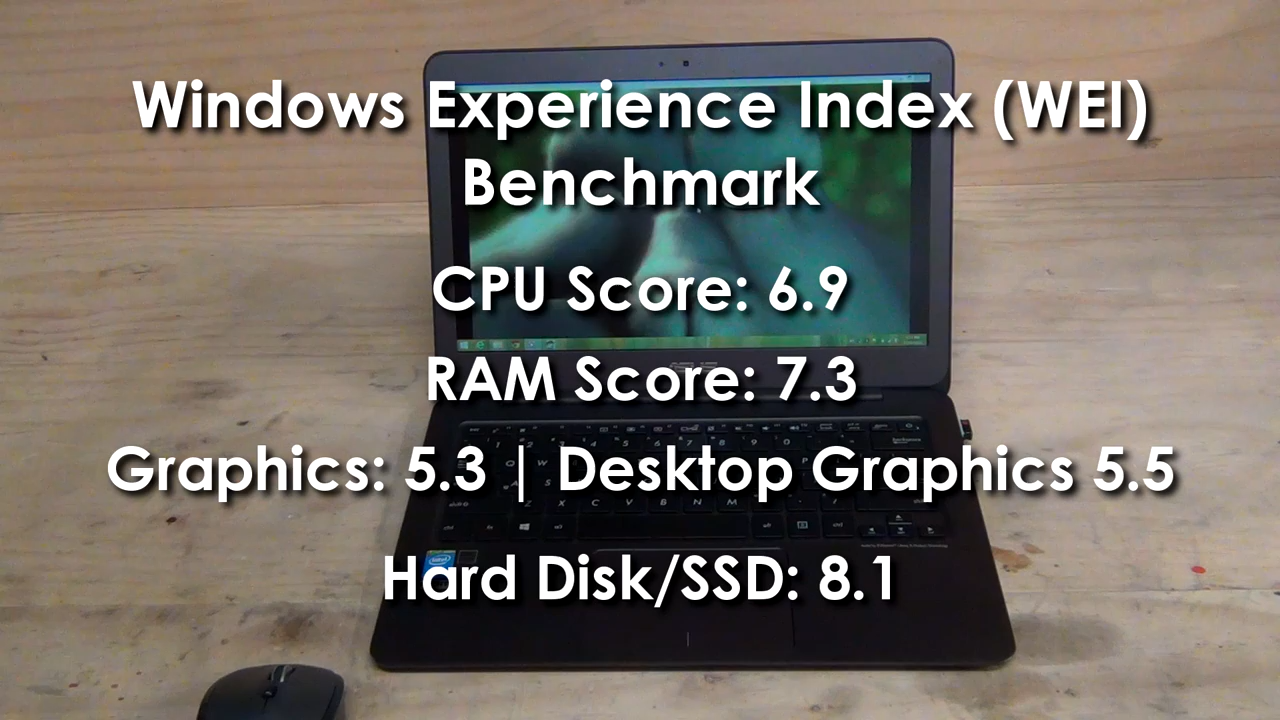 Windows Experience Index (WEI)
Benchmark
CPU Score: 6.9
RAM Score: 7.3
Graphics: 5.3 | Desktop Graphics 5.5
Hard Disk/SSD: 8.1